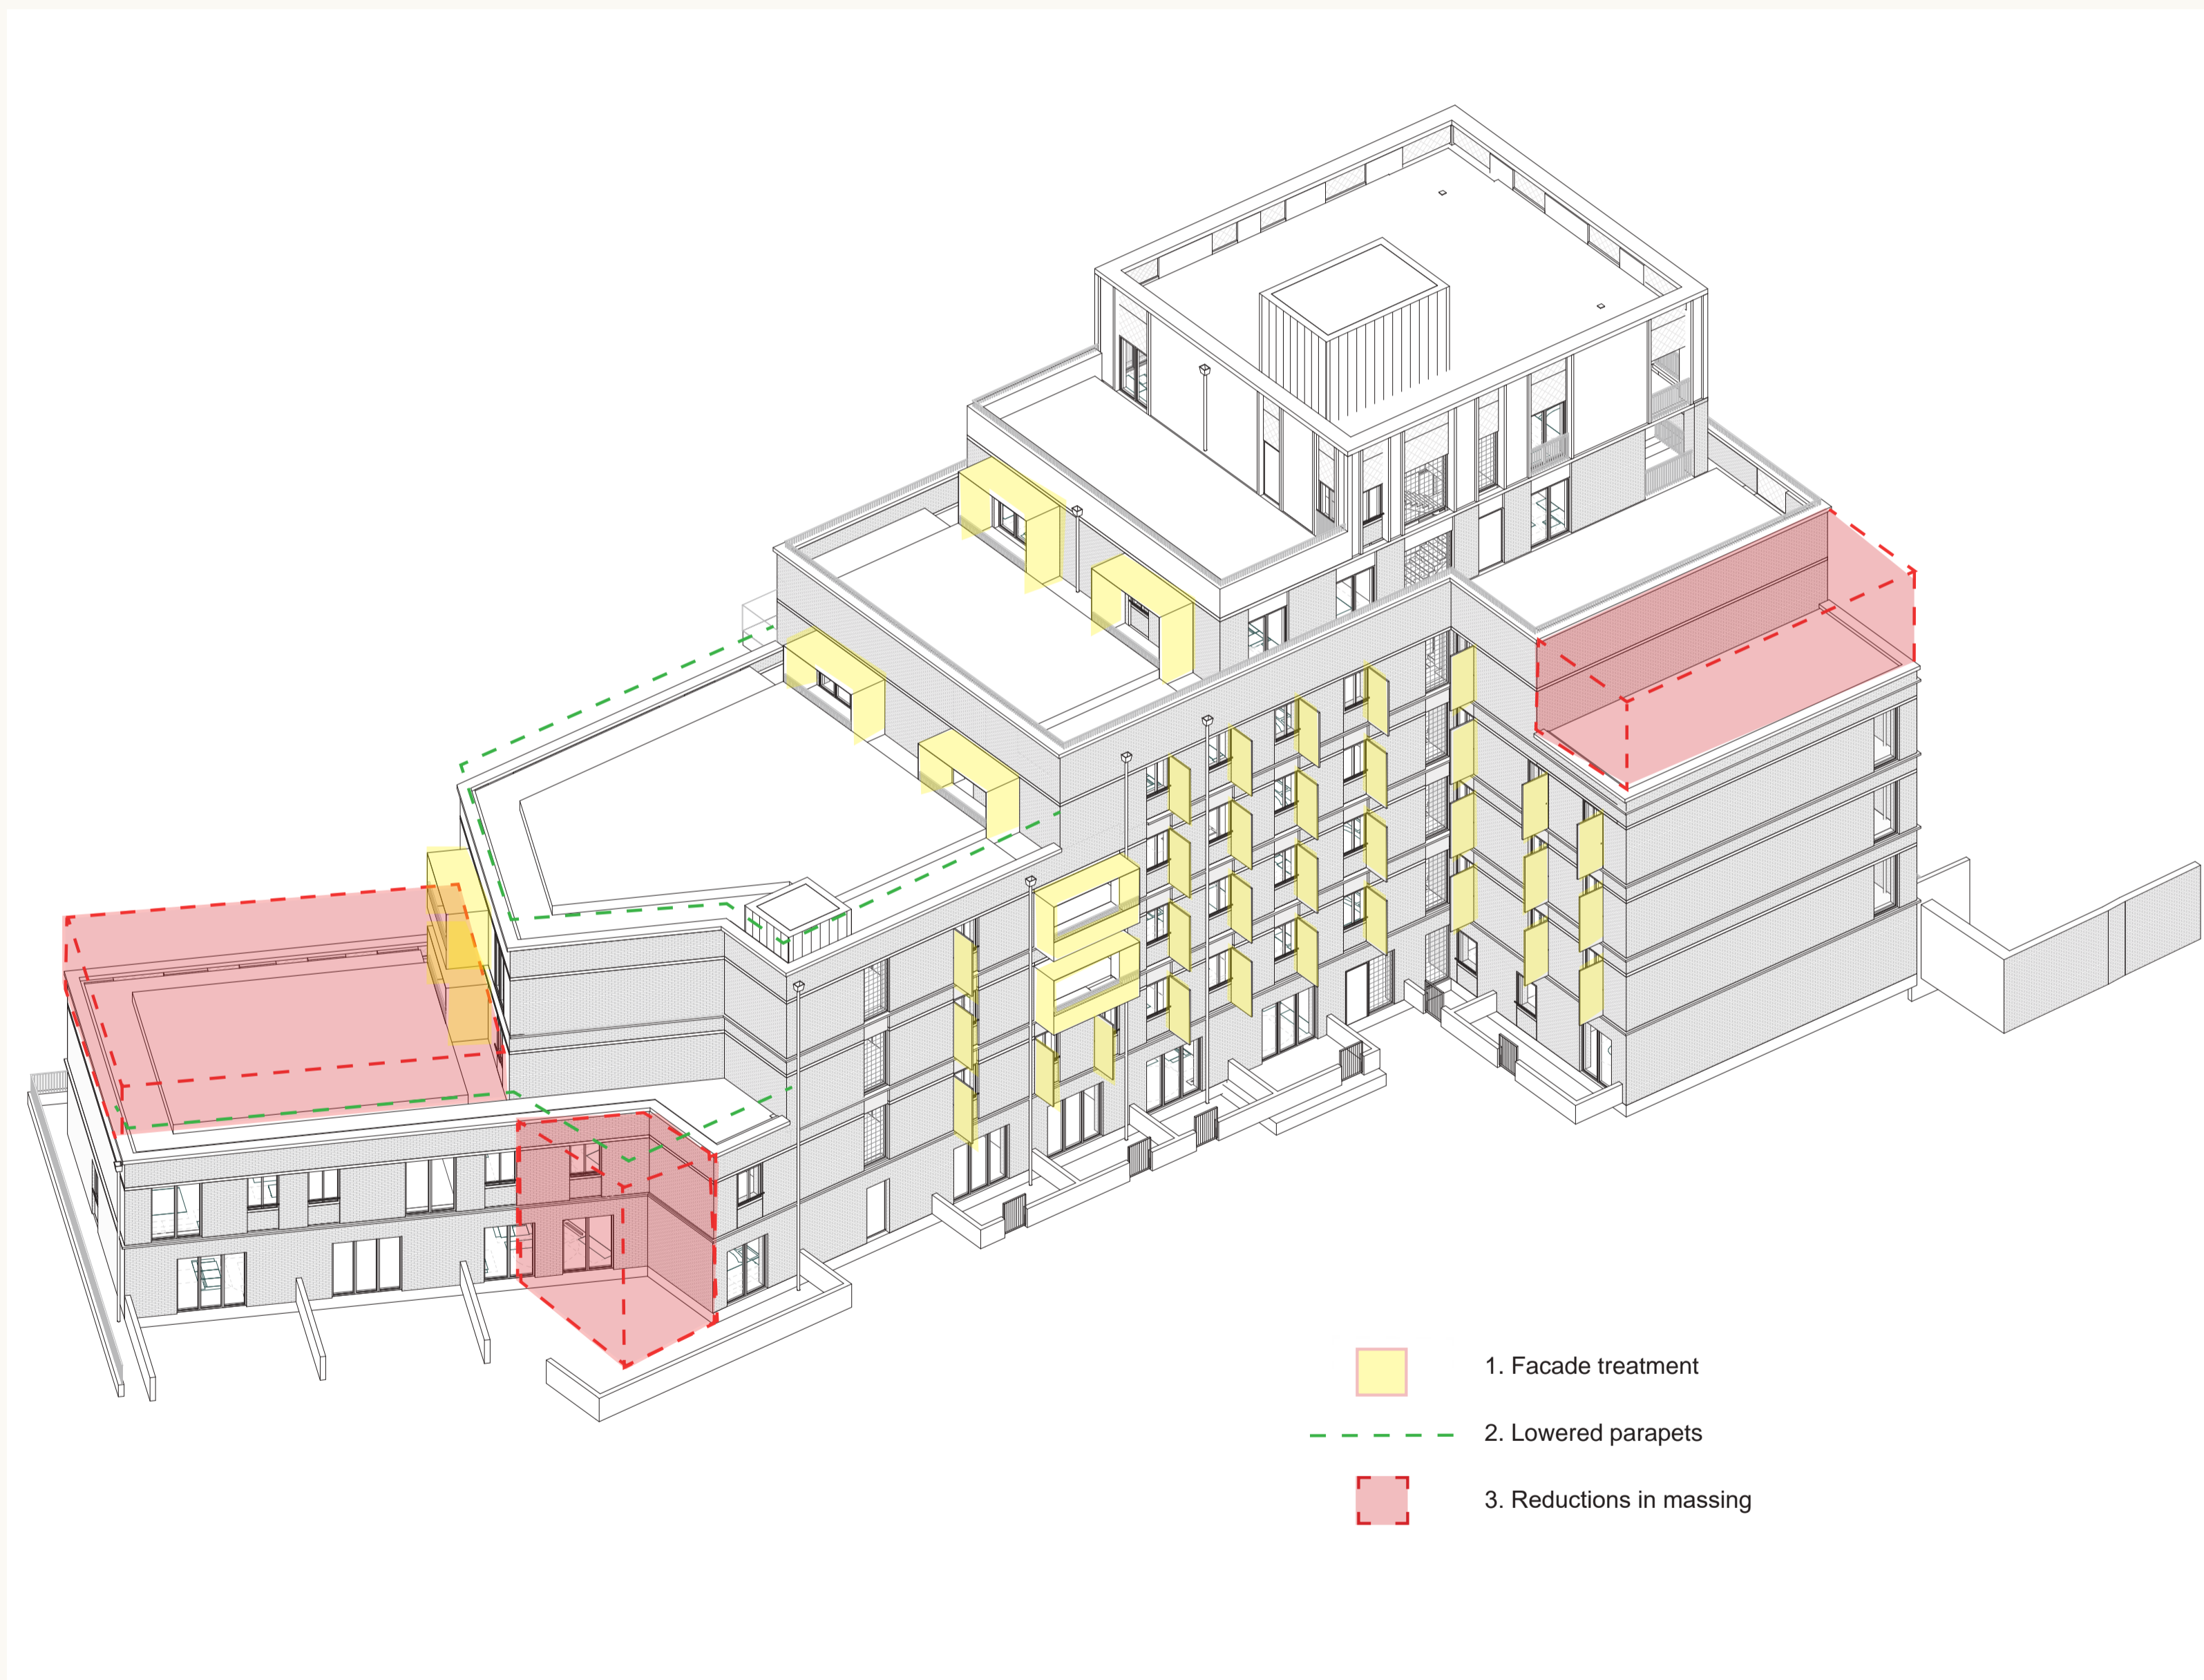 1. Facade treatment
2. Lowered parapets
3. Reductions in massing